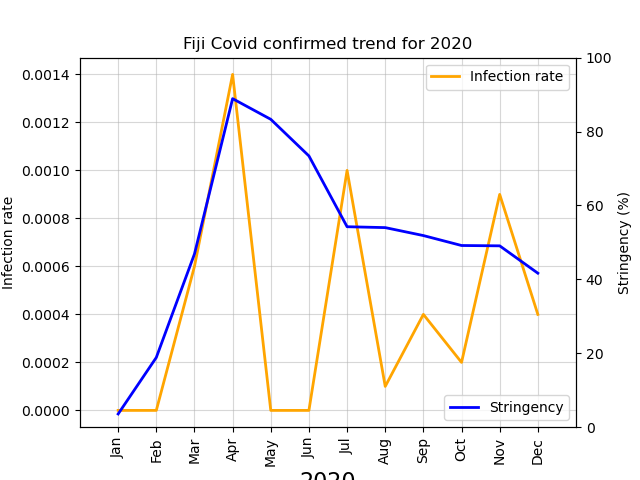 Fiji Covid confirmed trend for 2020
Infection rate
0.0014
0.0012
0.0010
0.0008
0.0006
0.0004
0.0002
0.0000
Infection rate
100
80
60
40
20
0
Stringency (%)
Stringency
Jan
Feb
Mar
Apr
May
Jun
Jul
Aug
Sep
Oct
Nov
Dec
2020